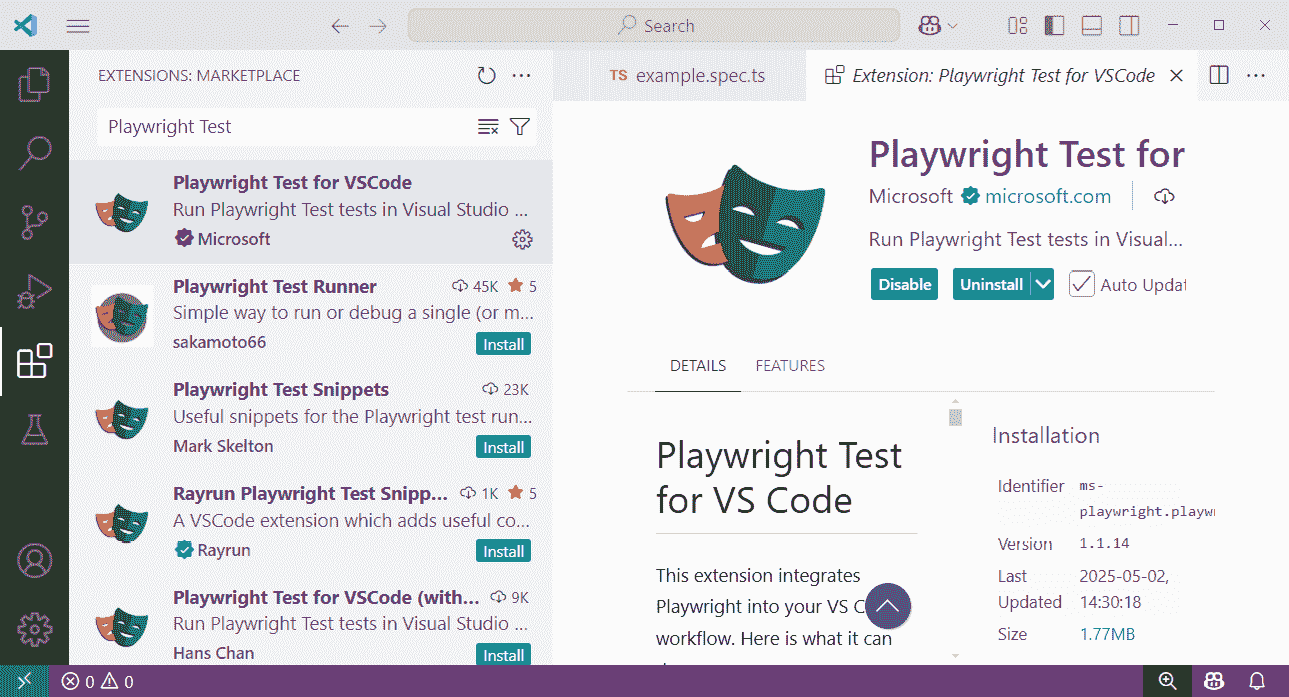 Search
EXTENSIONS: MARKETPLACE
Playwright Test
Playwright Test for VSCode
Run Playwright Test tests in Visual Studio ...
Microsoft
Playwright Test Runner 45K 5
Simple way to run or debug a single (or m...
sakamoto66 Install
Playwright Test Snippets 23K
Useful snippets for the Playwright test run...
Mark Skelton Install
Rayrun Playwright Test Snipp... 1K 5
A VSCode extension which adds useful co...
Rayrun Install
Playwright Test for VSCode (with... 9K
Run Playwright Test tests in Visual Studio ...
Hans Chan Install
TS example.spec.ts
Extension: Playwright Test for VSCode
Playwright Test for
Microsoft microsoft.com
Run Playwright Test tests in Visual...
Disable Uninstall Auto Updat
DETAILS FEATURES
Playwright Test
for VS Code
This extension integrates
Playwright into your VS C
workflow. Here is what it can
Installation
Identifier ms-
playwright.playw
Version 1.1.14
Last 2025-05-02,
Updated 14:30:18
Size 1.77MB
0 0